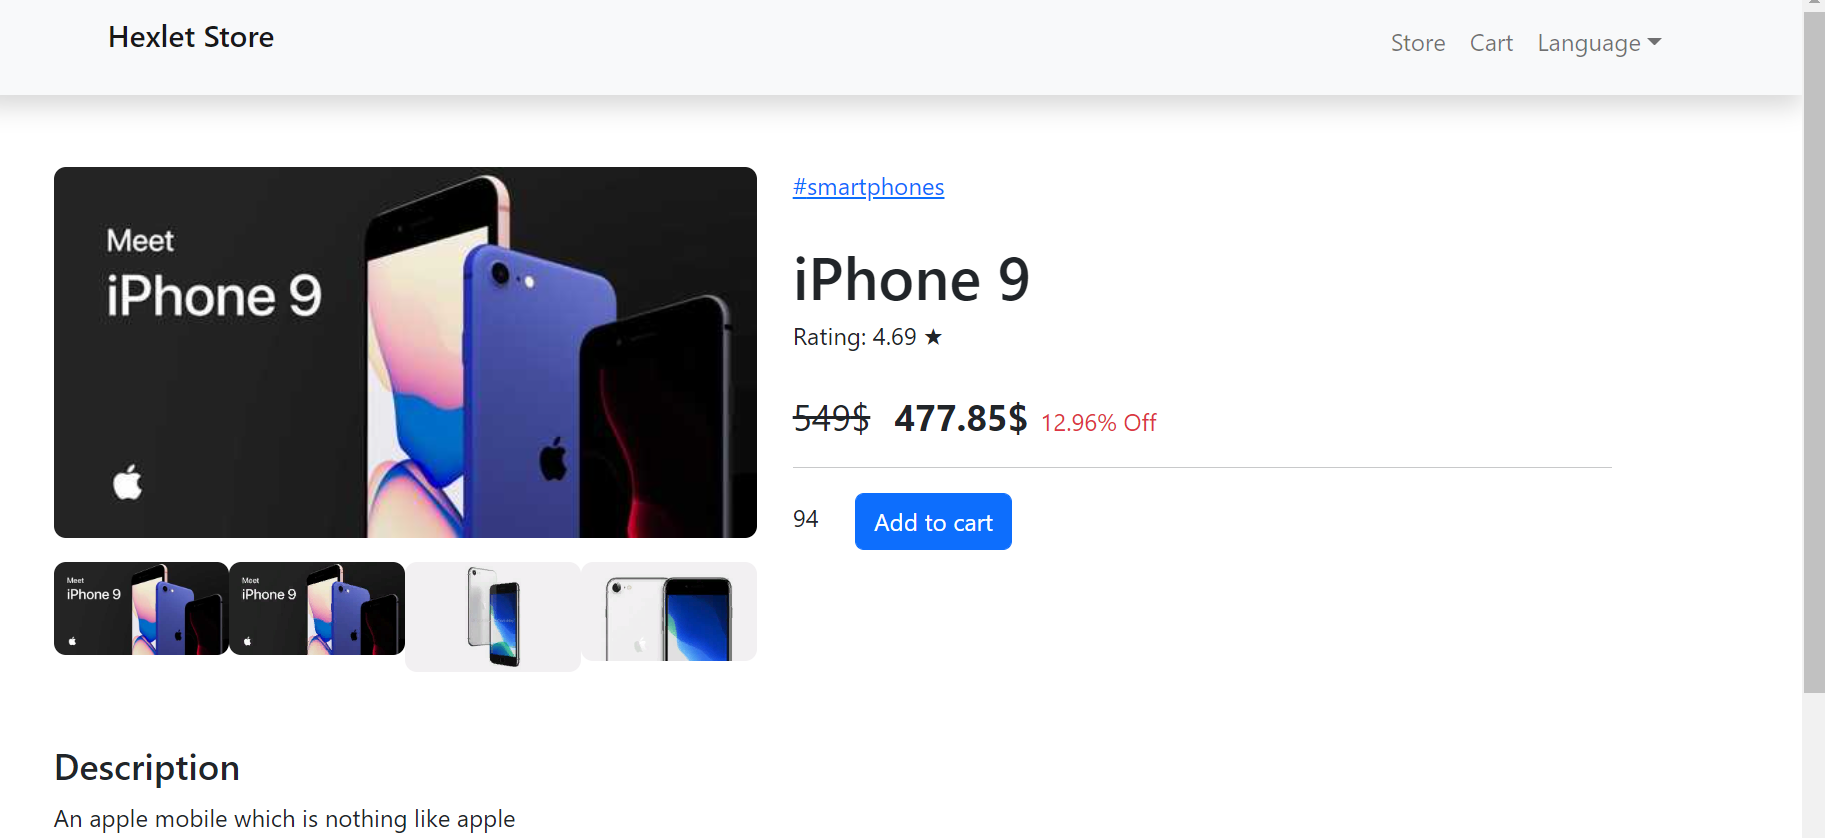 Hexlet Store
Store Cart Language
Meet
iPhone 9
#smartphones
iPhone 9
Rating: 4.69 ★
549$ 477.85$ 12.96% Off
94 Add to cart
Meet
iPhone 9
Meet
iPhone 9
Description
An apple mobile which is nothing like apple